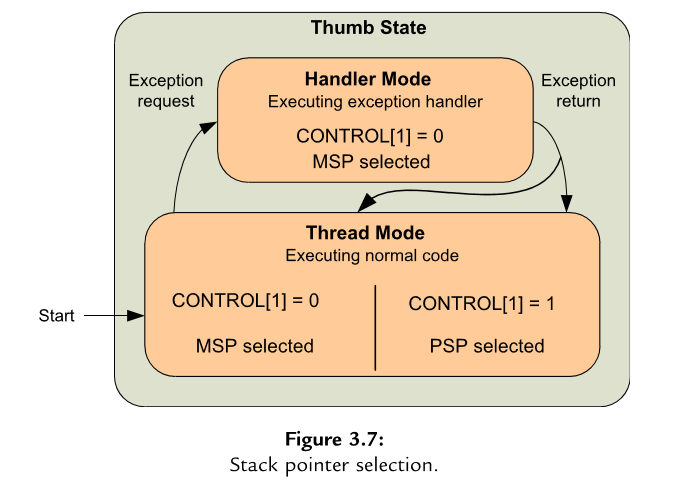 Thumb State
Exception
request
Handler Mode
Executing exception handler
CONTROL[1] = 0
MSP selected
Exception
return
Thread Mode
Executing normal code
CONTROL[1] = 0
MSP selected
CONTROL[1] = 1
PSP selected
Start
Figure 3.7:
Stack pointer selection.